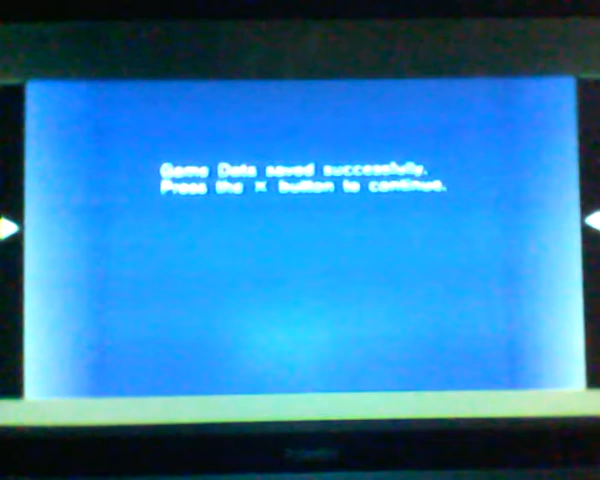 Game Data saved successfully.
Press the × button to continue.